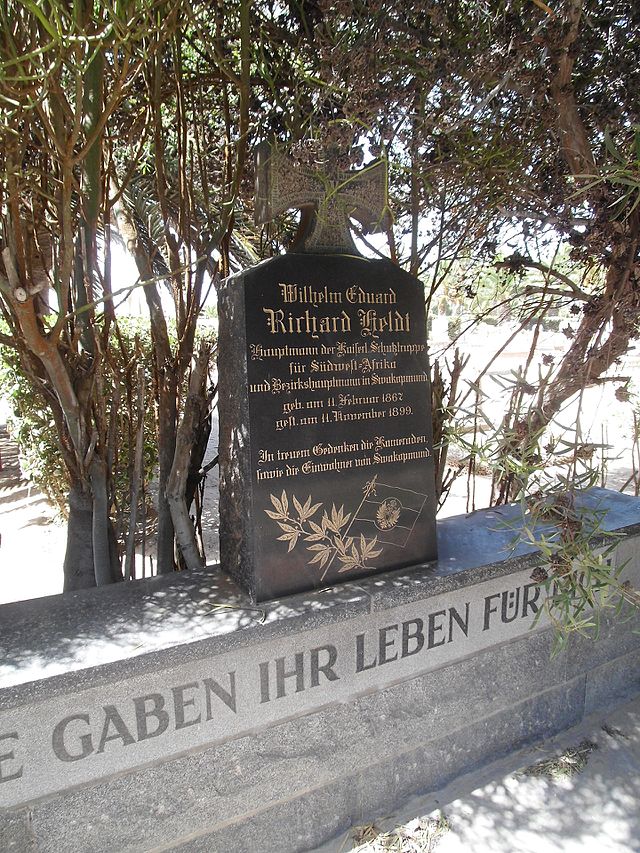 Wilhelm Eduard
Richard Heldt
Hauptmann der Kaiserl. Schutztruppe
für Südwest-Afrika
und Bezirkshauptmann in Swakopmund
geb. am 11. Februar 1867
gest. am 11. November 1899.
In treuem Gedenken die Kameraden,
sowie die Einwohner von Swakopmund.
E GABEN IHR LEBEN FÜR